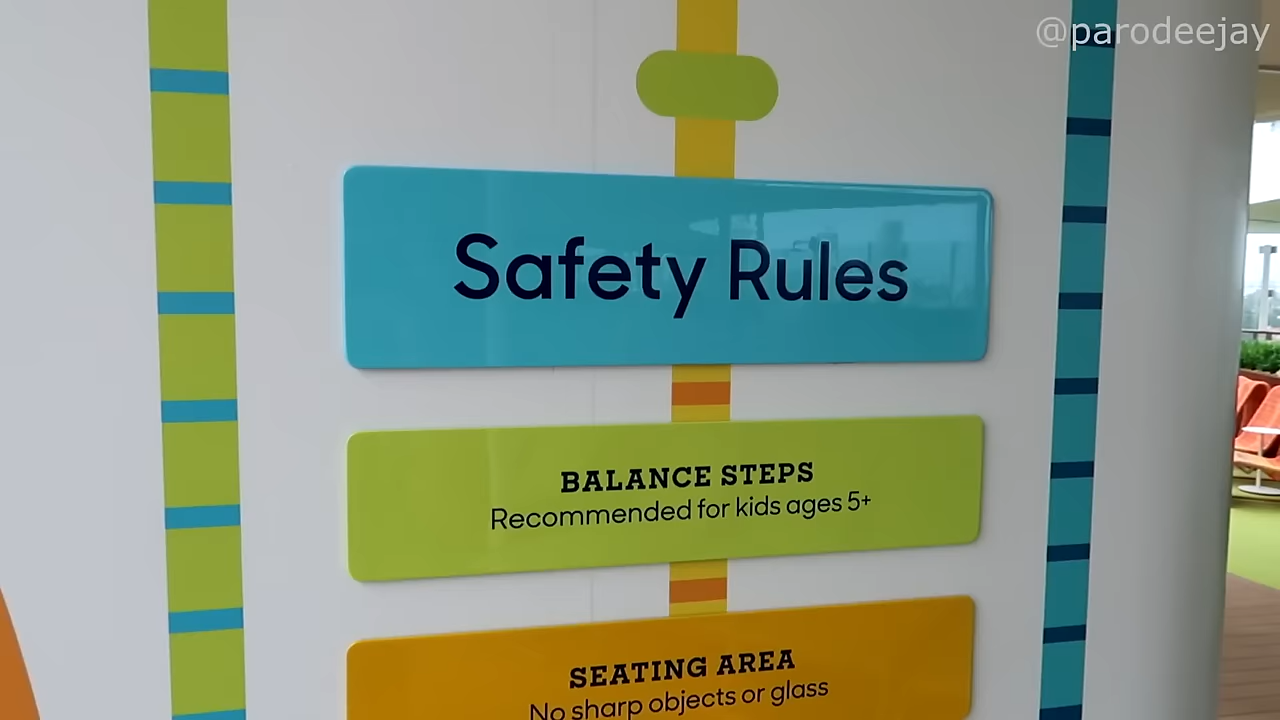 @parodeejay
Safety Rules
BALANCE STEPS
Recommended for kids ages 5+
SEATING AREA
No sharp objects or glass